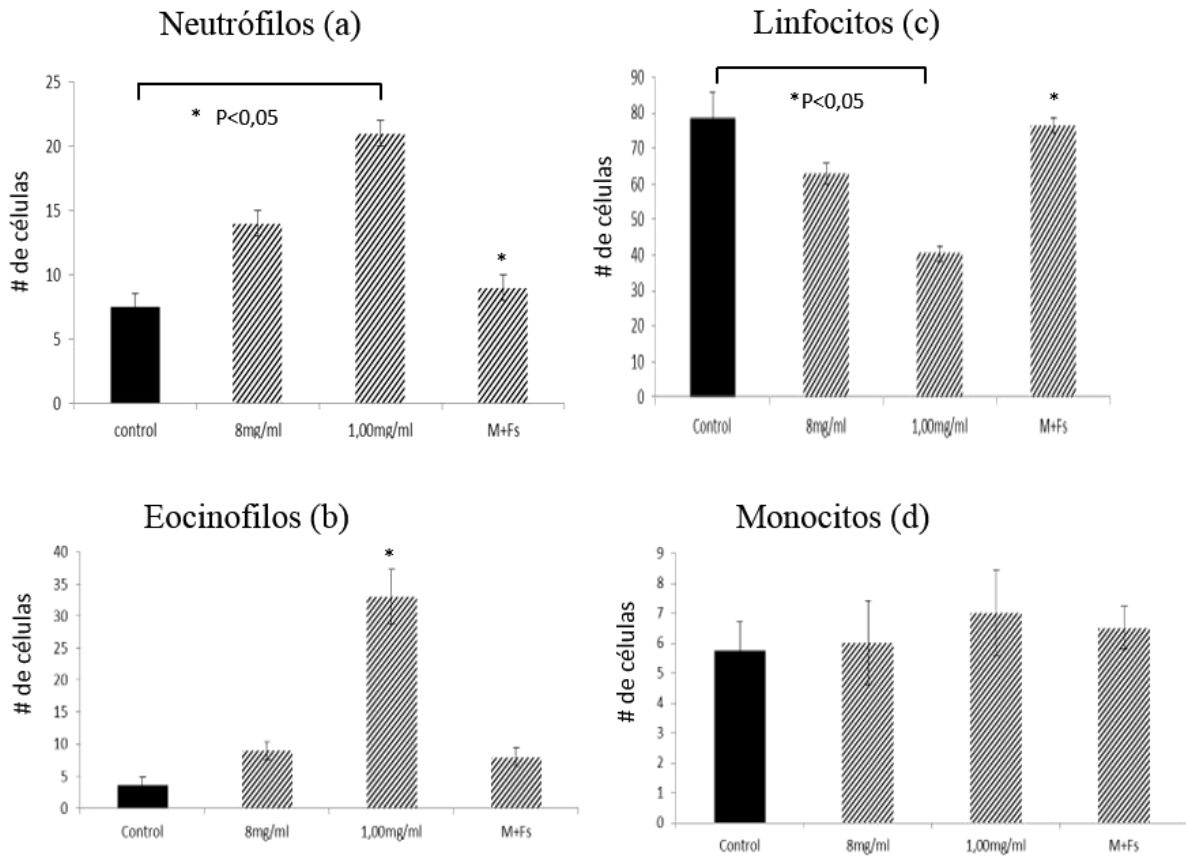 Neutrófilos (a)
# de células
25
20
15
10
5
0
* P<0,05
*
control
8mg/ml
1,00mg/ml
M+Fs
Linfocitos (c)
# de células
90
80
70
60
50
40
30
20
10
0
*P<0,05
*
Control
8mg/ml
1,00mg/ml
M+Fs
Eocinofilos (b)
# de células
40
35
30
25
20
15
10
5
0
*
Control
8mg/ml
1,00mg/ml
M+Fs
Monocitos (d)
# de células
9
8
7
6
5
4
3
2
1
0
Control
8mg/ml
1,00mg/ml
M+Fs